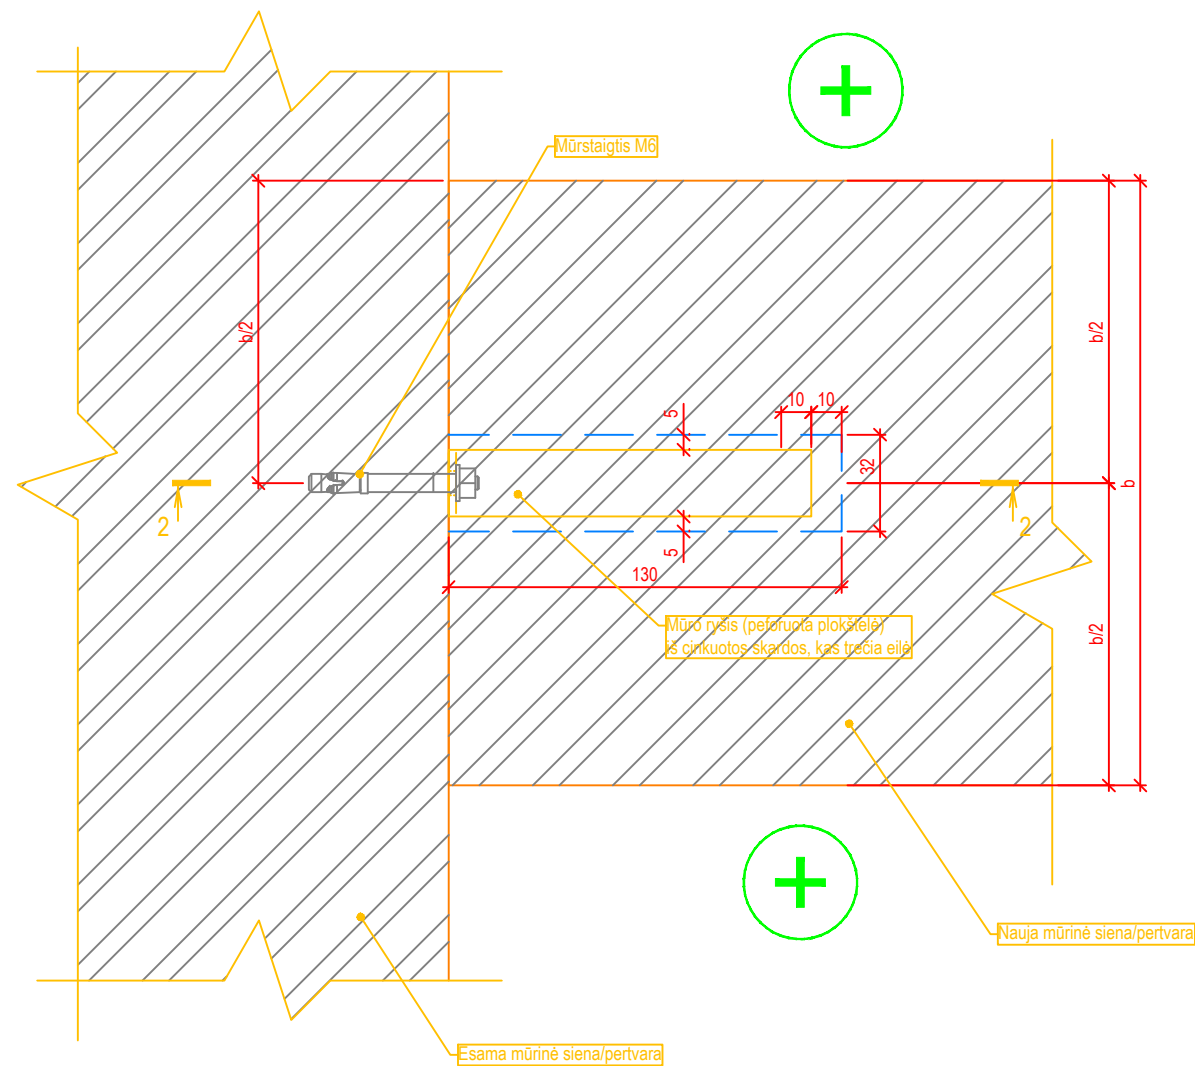 Mūrstaigtis M6
b/2
b/2
10
10
5
32
b
2
2
5
130
Mūro ryšis (peforuota plokštelė)
iš cinkuotos skardos, kas trečia eilė
b/2
Nauja mūrinė siena/pertvara
Esama mūrinė siena/pertvara